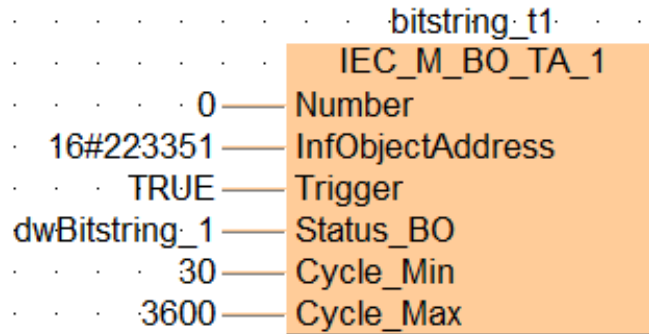 bitstring_t1
IEC_M_BO_TA_1
0 Number
16#223351 InfObjectAddress
TRUE Trigger
dwBitstring_1 Status_BO
30 Cycle_Min
3600 Cycle_Max